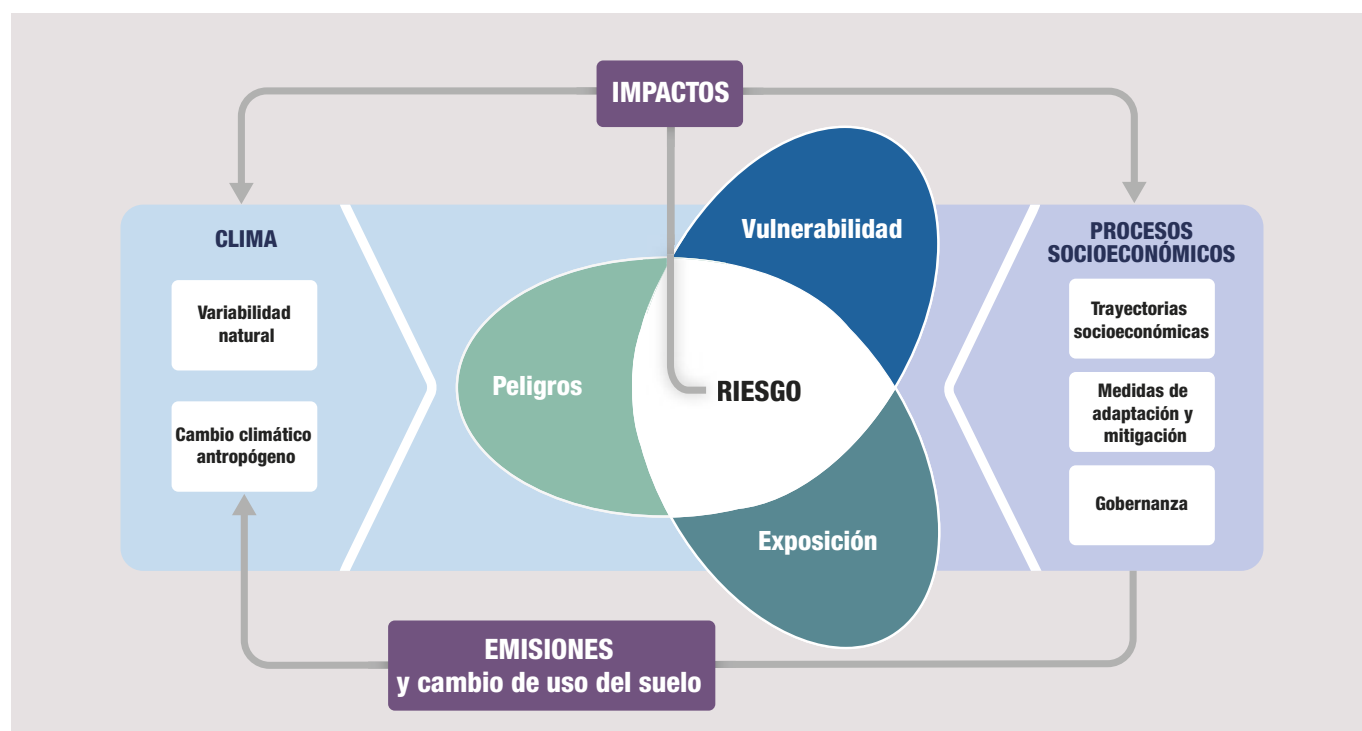 IMPACTOS
CLIMA
Variabilidad
natural
Cambio climático
antropógeno
Vulnerabilidad
Peligros
RIESGO
Exposición
PROCESOS
SOCIOECONÓMICOS
Trayectorias
socioeconómicas
Medidas de
adaptación y
mitigación
Gobernanza
EMISIONES
y cambio de uso del suelo